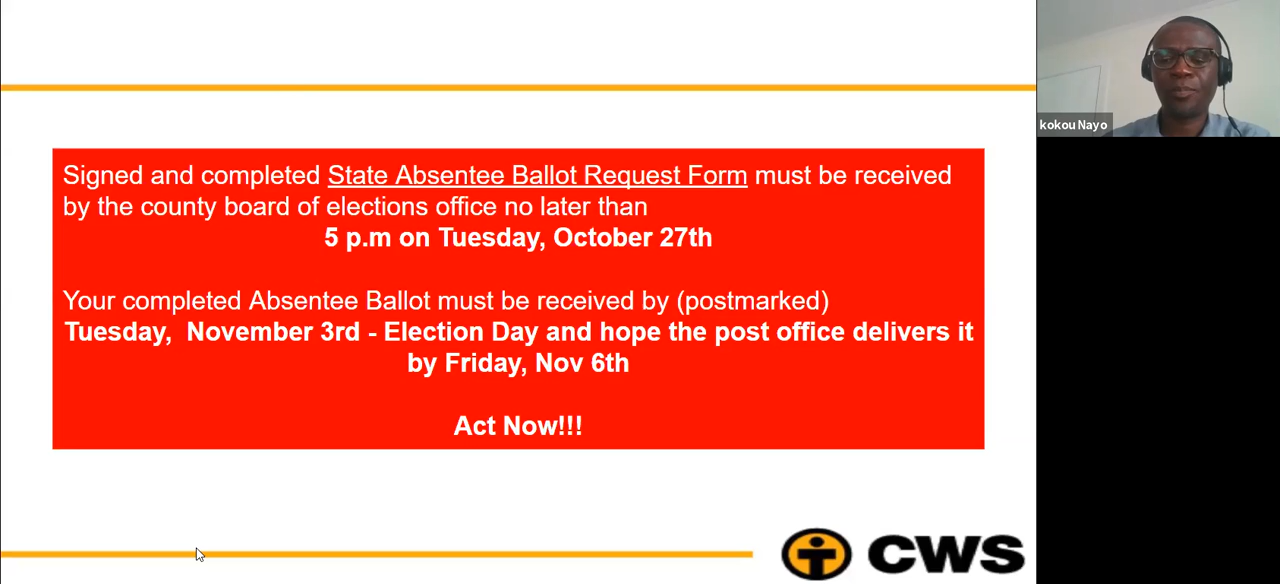 kokou Nayo
Signed and completed State Absentee Ballot Request Form must be received
by the county board of elections office no later than
5 p.m on Tuesday, October 27th
Your completed Absentee Ballot must be received by (postmarked)
Tuesday,  November 3rd - Election Day and hope the post office delivers it
by Friday, Nov 6th
Act Now!!!
CWS